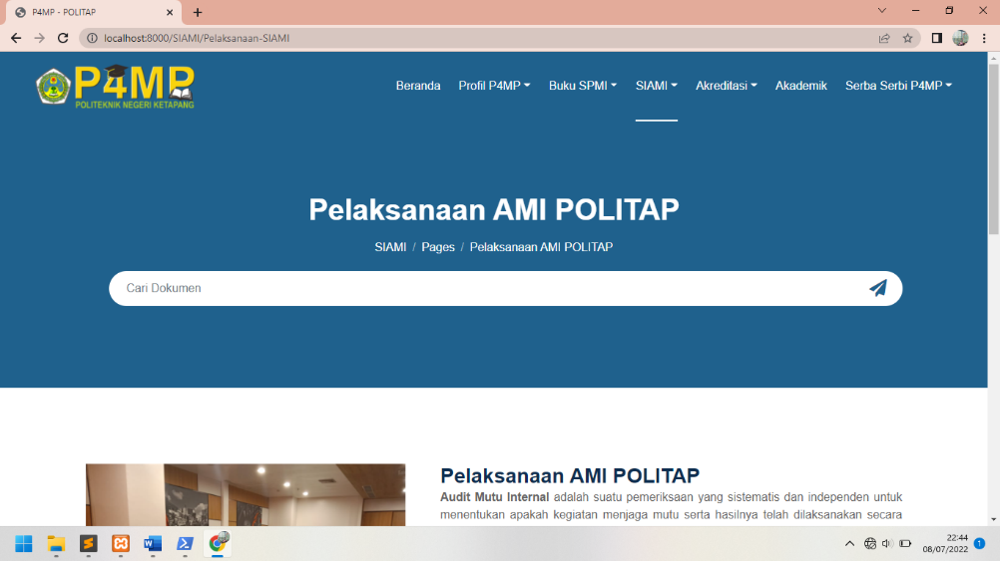 P4MP - POLITAP
localhost:8000/SIAMI/Pelaksanaan-SIAMI
P4MP
POLITEKNIK NEGERI KETAPANG
Beranda Profil P4MP Buku SPMI SIAMI Akreditasi Akademik Serba Serbi P4MP
Pelaksanaan AMI POLITAP
SIAMI / Pages / Pelaksanaan AMI POLITAP
Cari Dokumen
Pelaksanaan AMI POLITAP
Audit Mutu Internal adalah suatu pemeriksaan yang sistematis dan independen untuk
menentukan apakah kegiatan menjaga mutu serta hasilnya telah dilaksanakan secara
22:44
08/07/2022
1